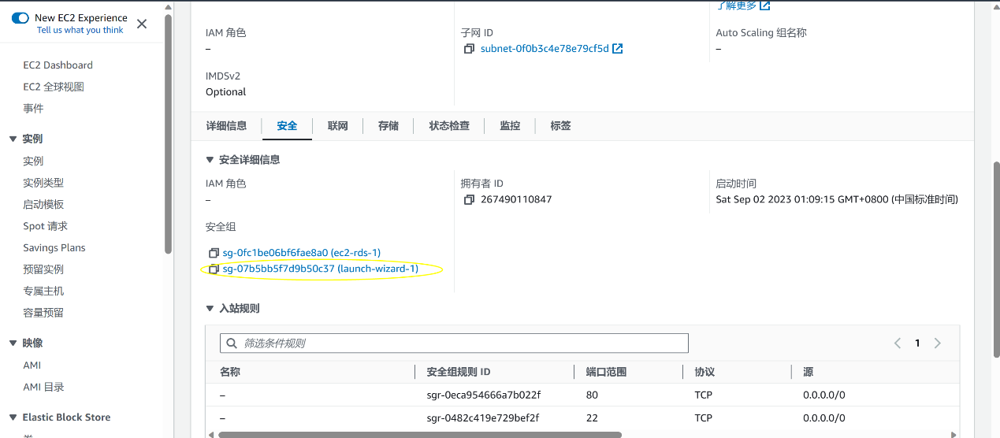 New EC2 Experience
Tell us what you think
EC2 Dashboard
EC2 全球视图
事件
实例
实例
实例类型
启动模板
Spot 请求
Savings Plans
预留实例
专属主机
容量预留
映像
AMI
AMI 目录
Elastic Block Store
卷
了解更多
IAM 角色
–
子网 ID
subnet-0f0b3c4e78e79cf5d
Auto Scaling 组名称
–
IMDSv2
Optional
详细信息 安全 联网 存储 状态检查 监控 标签
安全详细信息
IAM 角色
–
拥有者 ID
267490110847
启动时间
Sat Sep 02 2023 01:09:15 GMT+0800 (中国标准时间)
安全组
sg-0fc1be06bf6fae8a0 (ec2-rds-1)
sg-07b5bb5f7d9b50c37 (launch-wizard-1)
入站规则
筛选条件规则
1
名称 安全组规则 ID 端口范围 协议 源
– sgr-0eca954666a7b022f 80 TCP 0.0.0.0/0
– sgr-0482c419e729bef2f 22 TCP 0.0.0.0/0